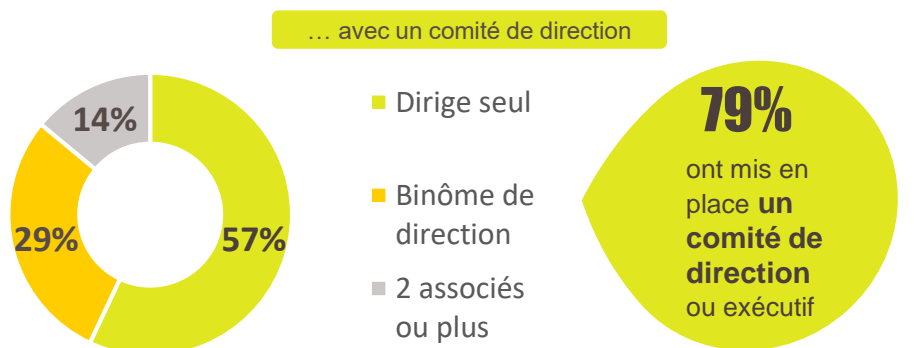 … avec un comité de direction
14%
29%
57%
Dirige seul
Binôme de
direction
2 associés
ou plus
79%
ont mis en
place un
comité de
direction
ou exécutif